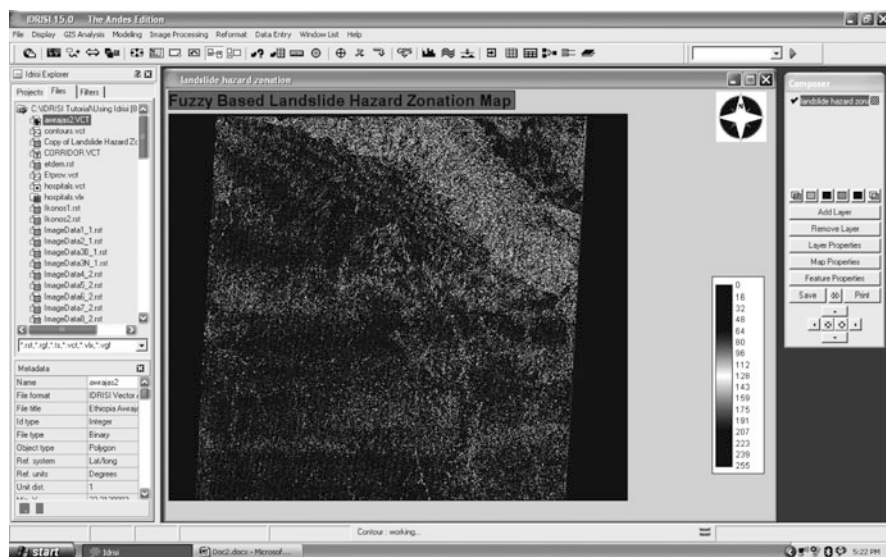 IDRISI 15.0 The Andes Edition
File Display GIS Analysis Modeling Image Processing Reformat Data Entry Window List Help
Idrisi Explorer
Projects Files Filters
C:\IDRISI Tutorial\Using Idrisi [8
awrajas2.VCT
contours.vct
Copy of Landslide Hazard Zo
CORRIDOR.VCT
etdem.rst
Etprov.vct
hospitals.vct
hospitals.vlx
Ikonos1.rst
Ikonos2.rst
ImageData1_1.rst
ImageData2_1.rst
ImageData3B_1.rst
ImageData3N_1.rst
ImageData4_2.rst
ImageData5_2.rst
ImageData6_2.rst
ImageData7_2.rst
ImageData8_2.rst
*.rst,*.rgf,*.ts,*.vct,*.vlx,*.vgf
Metadata
Name awrajas2
File format IDRISI Vector
File title Ethiopia Awraj
Id type Integer
File type Binary
Object type Polygon
Ref. system Lat/long
Ref. units Degrees
Unit dist. 1
landslide hazard zonation
Fuzzy Based Landslide Hazard Zonation Map
0
16
32
48
64
80
96
112
128
143
159
175
191
207
223
239
255
Composer
landslide hazard zona
Add Layer
Remove Layer
Layer Properties
Map Properties
Feature Properties
Save Print
Contour : working...
start Idrisi Doc2.docx - Microsof... 5:22 PM